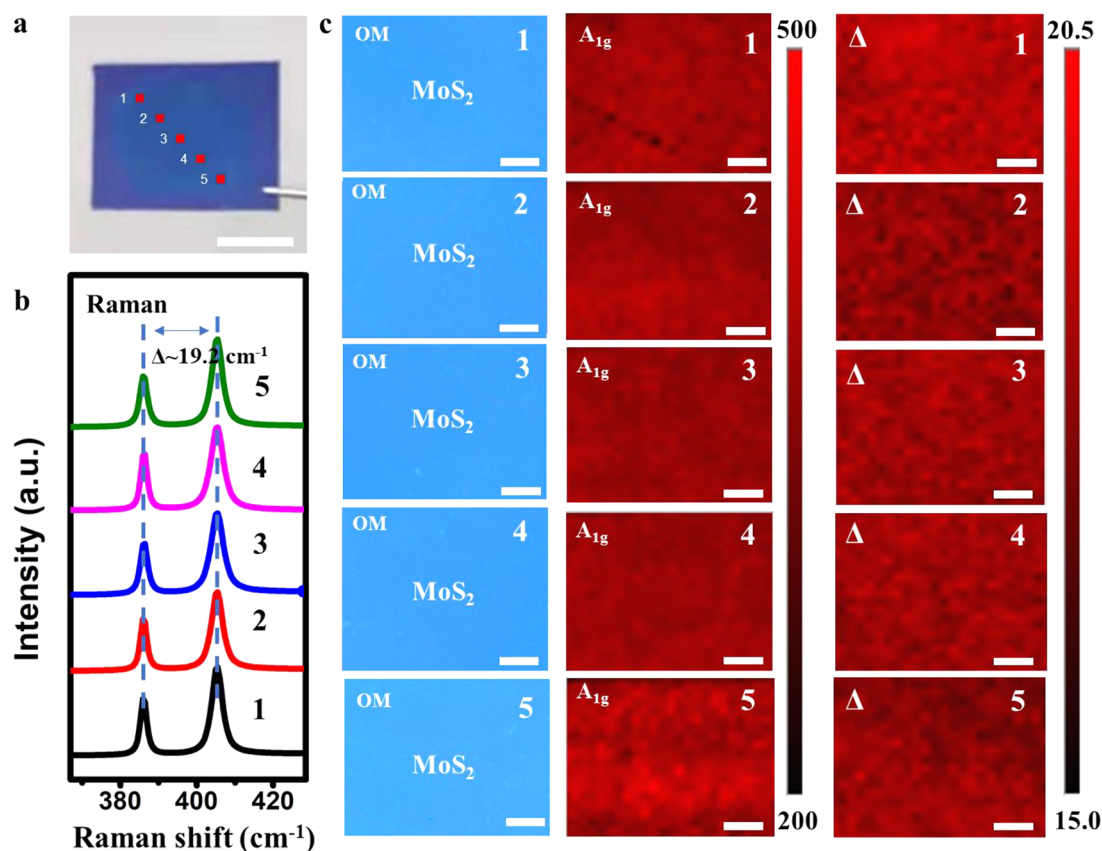 a
1
2
3
4
5
b
Raman
Δ~19.2 cm⁻¹
5
4
3
2
1
Intensity (a.u.)
380 400 420
Raman shift (cm⁻¹)
c
OM 1
MoS₂
A₁g 1
Δ 1
OM 2
MoS₂
A₁g 2
Δ 2
OM 3
MoS₂
A₁g 3
Δ 3
OM 4
MoS₂
A₁g 4
Δ 4
OM 5
MoS₂
A₁g 5
Δ 5
500
200
20.5
15.0